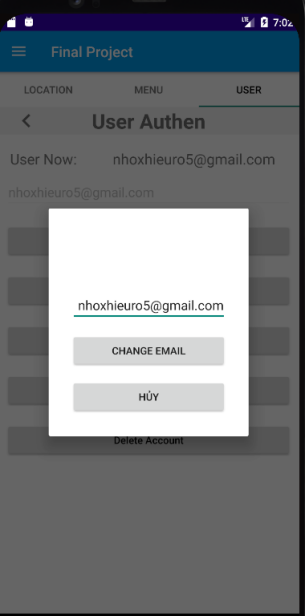 7:02
Final Project
LOCATION MENU USER
User Authen
User Now: nhoxhieuro5@gmail.com
nhoxhieuro5@gmail.com
nhoxhieuro5@gmail.com
CHANGE EMAIL
HỦY
Delete Account